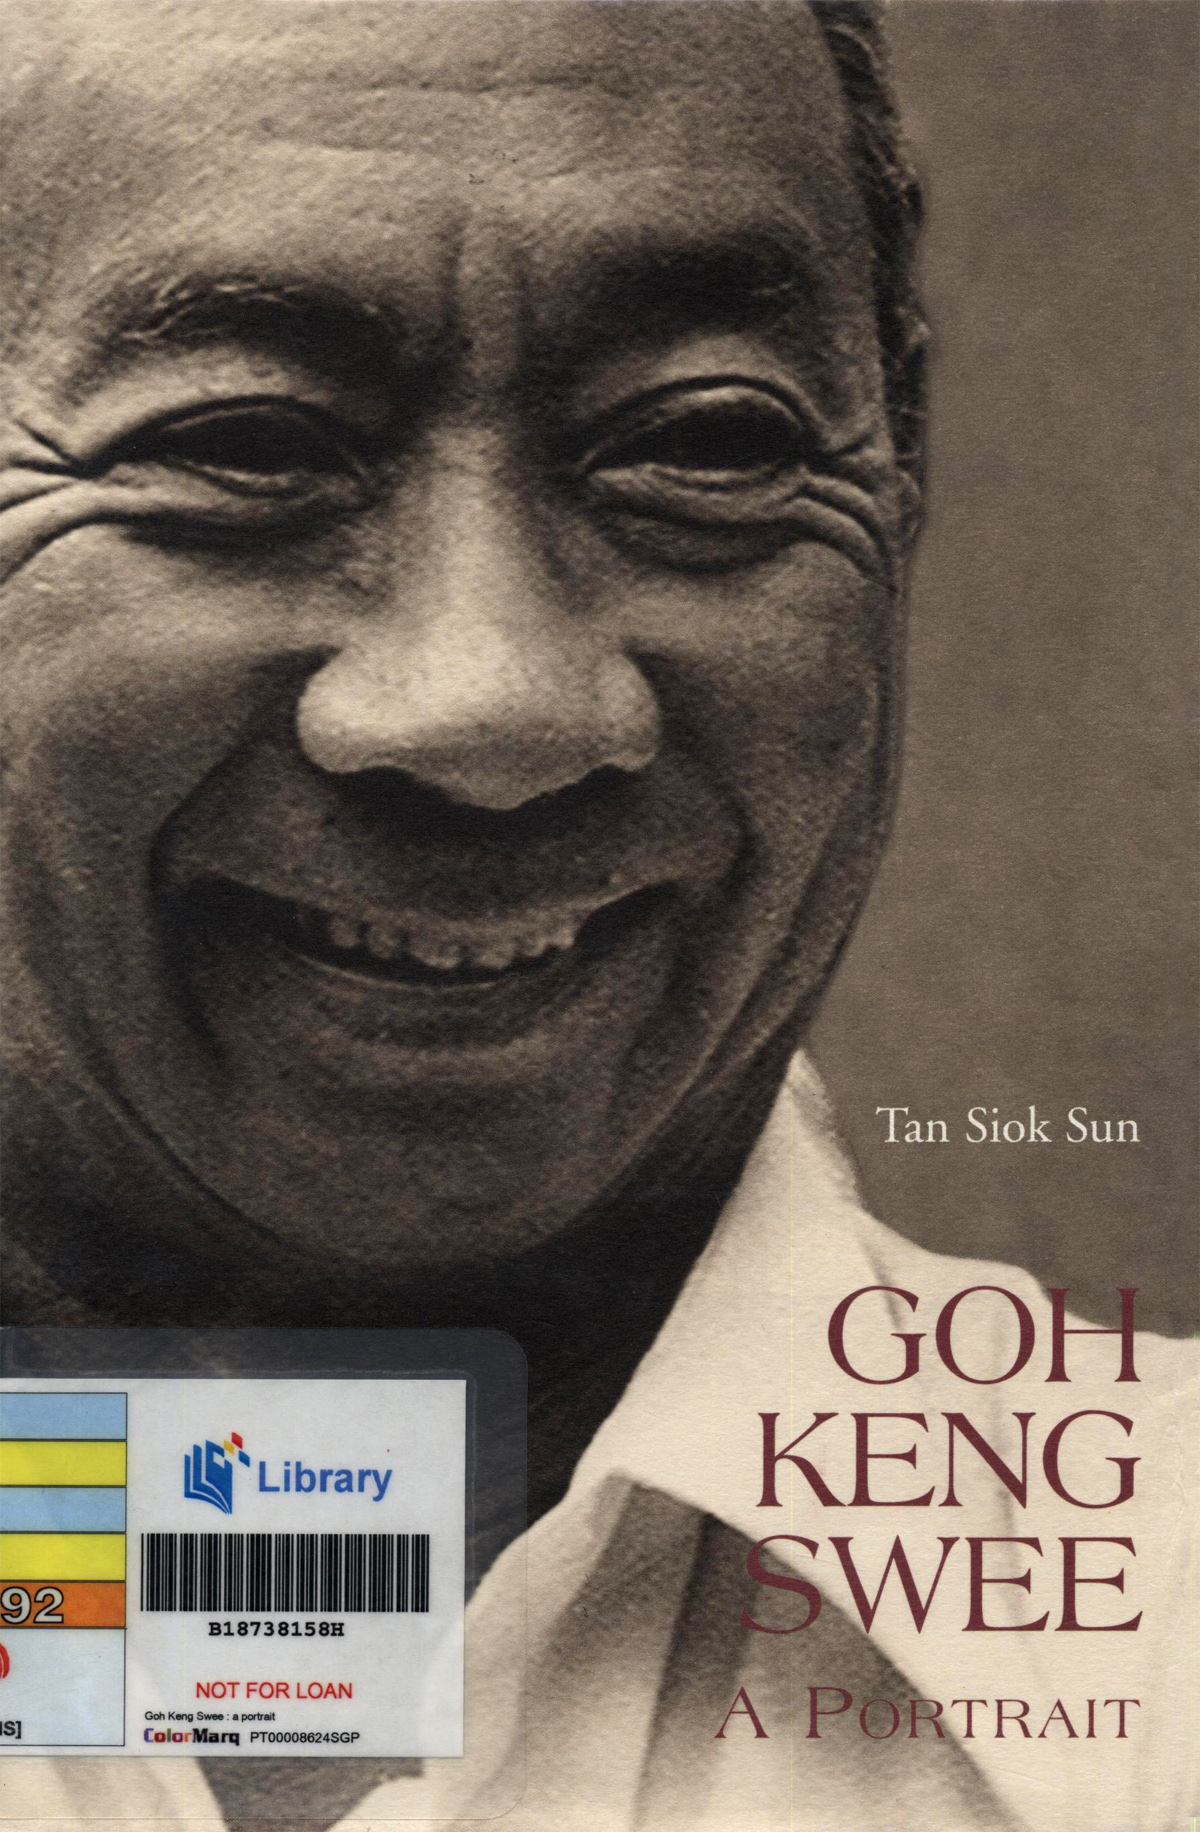 Tan Siok Sun
GOH
KENG
SWEE
A PORTRAIT
Library
92
B18738158H
NOT FOR LOAN
Goh Keng Swee : a portrait
ColorMarq PT00008624SGP